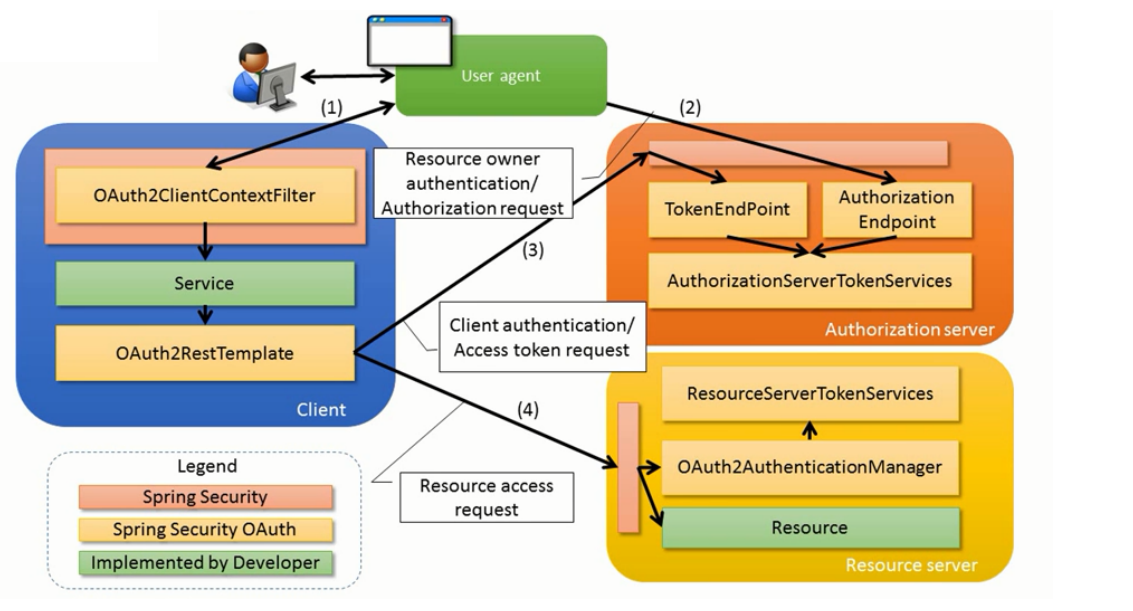 User agent
(1)
(2)
OAuth2ClientContextFilter
Service
OAuth2RestTemplate
Client
Resource owner
authentication/
Authorization request
(3)
Client authentication/
Access token request
(4)
Resource access
request
TokenEndPoint
Authorization
Endpoint
AuthorizationServerTokenServices
Authorization server
ResourceServerTokenServices
OAuth2AuthenticationManager
Resource
Resource server
Legend
Spring Security
Spring Security OAuth
Implemented by Developer